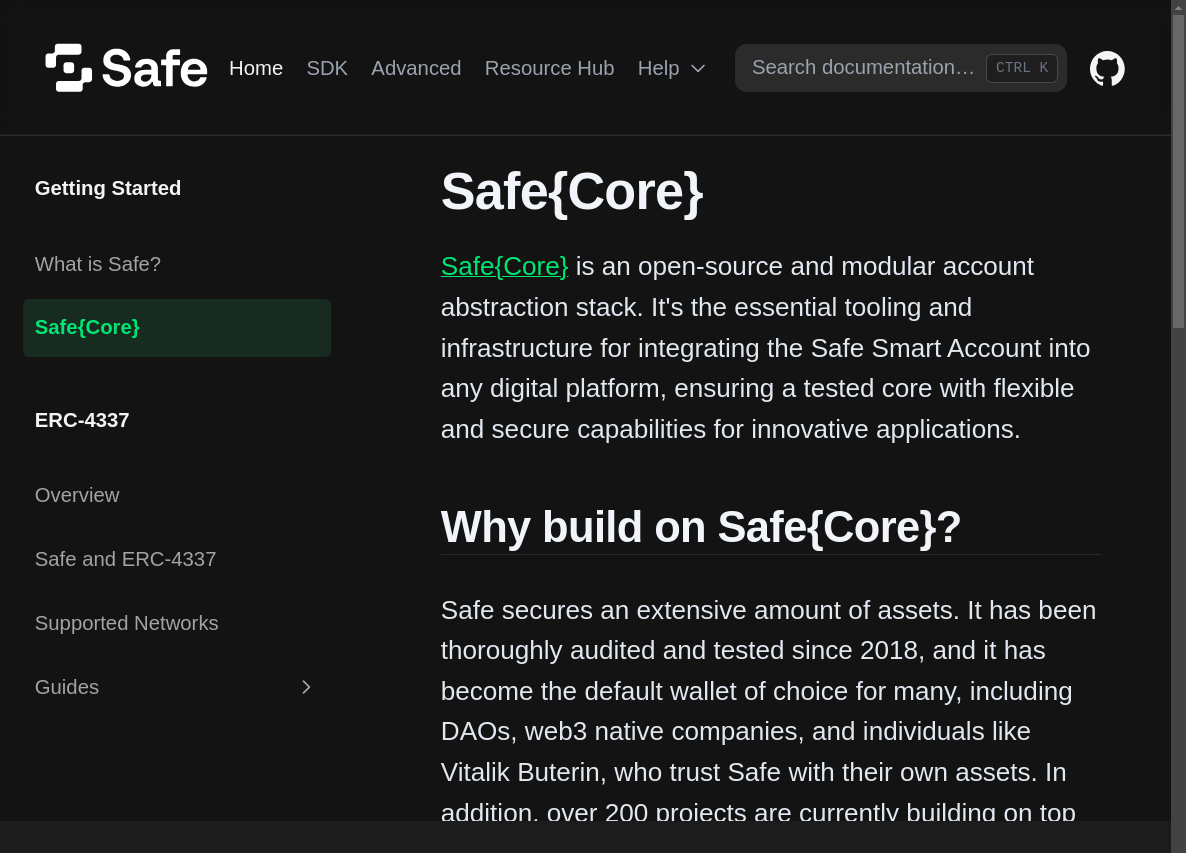 Safe
Home
SDK
Advanced
Resource Hub
Help
Search documentation…
CTRL K
Getting Started
What is Safe?
Safe{Core}
ERC-4337
Overview
Safe and ERC-4337
Supported Networks
Guides
Safe{Core}
Safe{Core} is an open-source and modular account
abstraction stack. It's the essential tooling and
infrastructure for integrating the Safe Smart Account into
any digital platform, ensuring a tested core with flexible
and secure capabilities for innovative applications.
Why build on Safe{Core}?
Safe secures an extensive amount of assets. It has been
thoroughly audited and tested since 2018, and it has
become the default wallet of choice for many, including
DAOs, web3 native companies, and individuals like
Vitalik Buterin, who trust Safe with their own assets. In
addition, over 200 projects are currently building on top